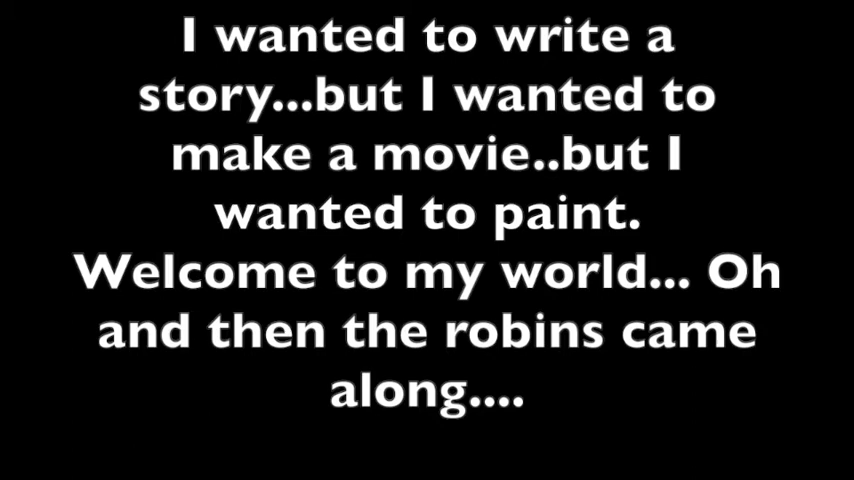 I wanted to write a
story...but I wanted to
make a movie..but I
wanted to paint.
Welcome to my world... Oh
and then the robins came
along....